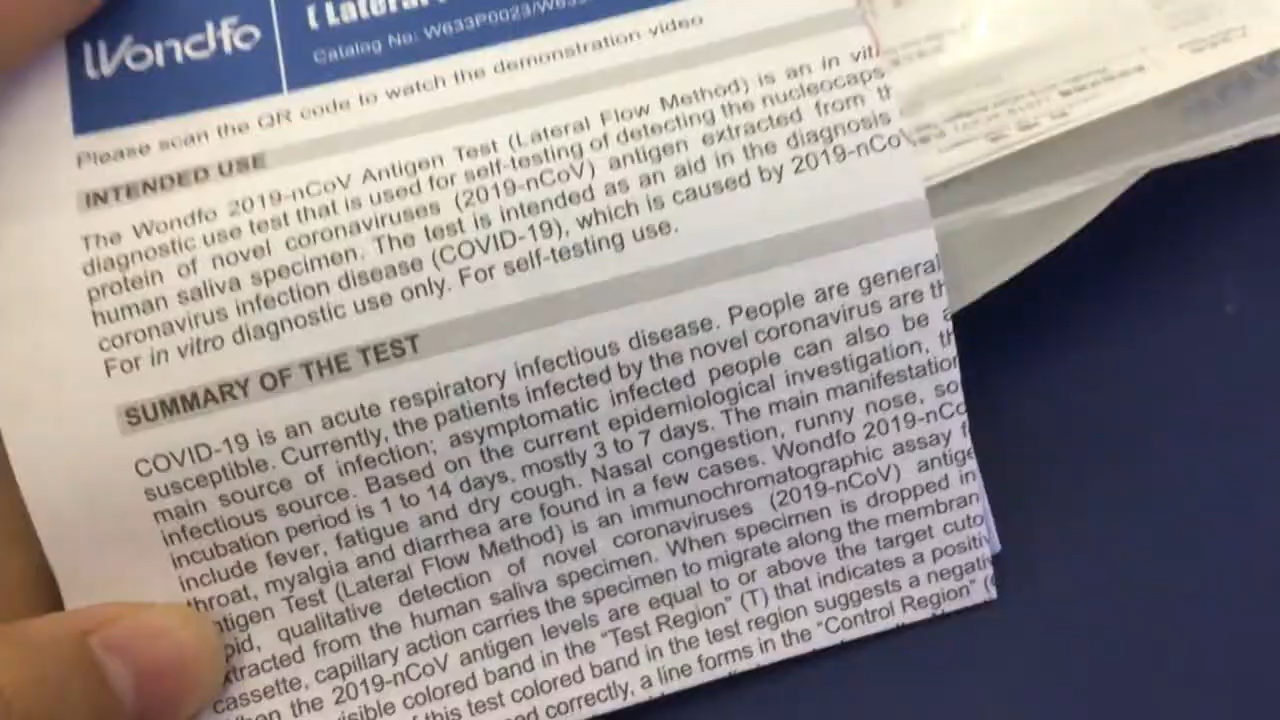 Wondfo
(Lateral
Catalog No: W633P0023/W633
Please scan the QR code to watch the demonstration video
INTENDED USE
The Wondfo 2019-nCoV Antigen Test (Lateral Flow Method) is an in vit
diagnostic use test that is used for self-testing of detecting the nucleocaps
protein of novel coronaviruses (2019-nCoV) antigen extracted from th
human saliva specimen. The test is intended as an aid in the diagnosis
coronavirus infection disease (COVID-19), which is caused by 2019-nCoV
For in vitro diagnostic use only. For self-testing use.
SUMMARY OF THE TEST
COVID-19 is an acute respiratory infectious disease. People are general
susceptible. Currently, the patients infected by the novel coronavirus are th
main source of infection; asymptomatic infected people can also be a
infectious source. Based on the current epidemiological investigation, th
incubation period is 1 to 14 days, mostly 3 to 7 days. The main manifestation
include fever, fatigue and dry cough. Nasal congestion, runny nose, so
throat, myalgia and diarrhea are found in a few cases. Wondfo 2019-nCo
ntigen Test (Lateral Flow Method) is an immunochromatographic assay f
pid, qualitative detection of novel coronaviruses (2019-nCoV) antige
xtracted from the human saliva specimen. When specimen is dropped in
cassette, capillary action carries the specimen to migrate along the membran
hen the 2019-nCoV antigen levels are equal to or above the target cuto
isible colored band in the "Test Region" (T) that indicates a positiv
f this test colored band in the test region suggests a negati
ed correctly, a line forms in the "Control Region" (